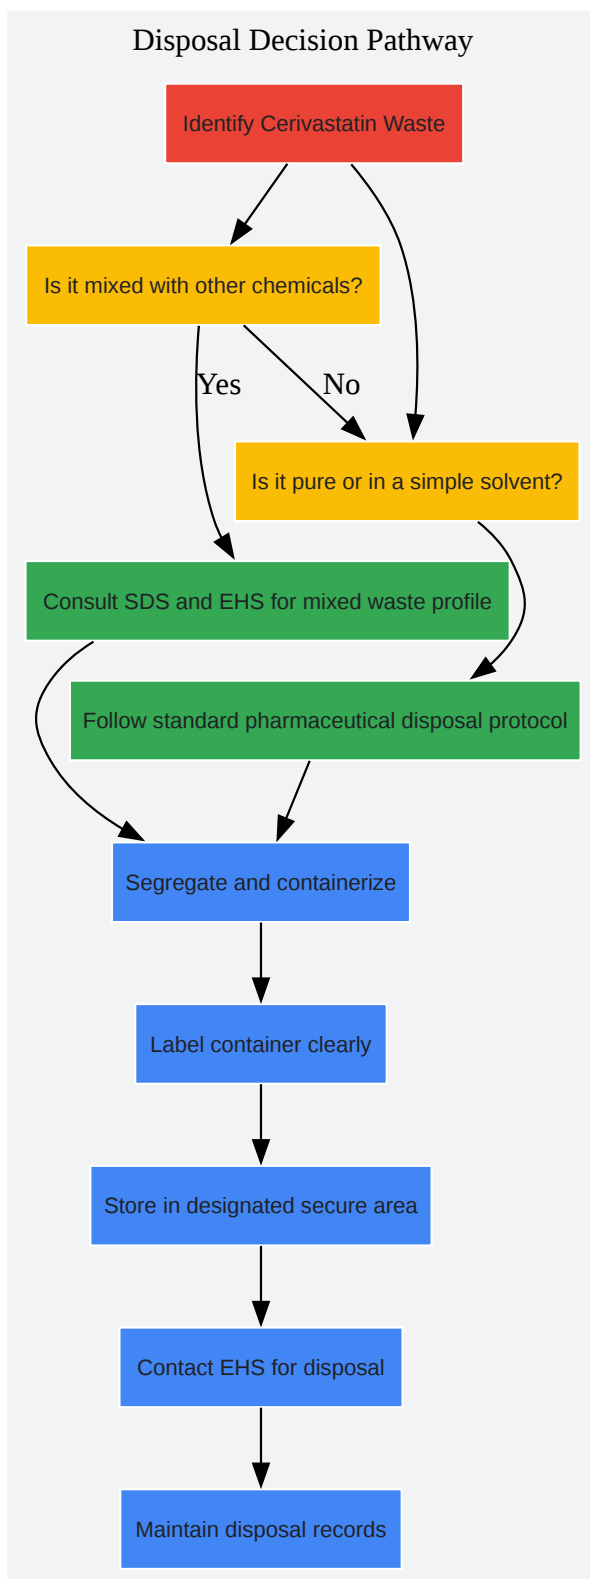 Disposal Decision Pathway
Identify Cerivastatin Waste
Is it mixed with other chemicals?
Yes
No
Is it pure or in a simple solvent?
Consult SDS and EHS for mixed waste profile
Follow standard pharmaceutical disposal protocol
Segregate and containerize
Label container clearly
Store in designated secure area
Contact EHS for disposal
Maintain disposal records